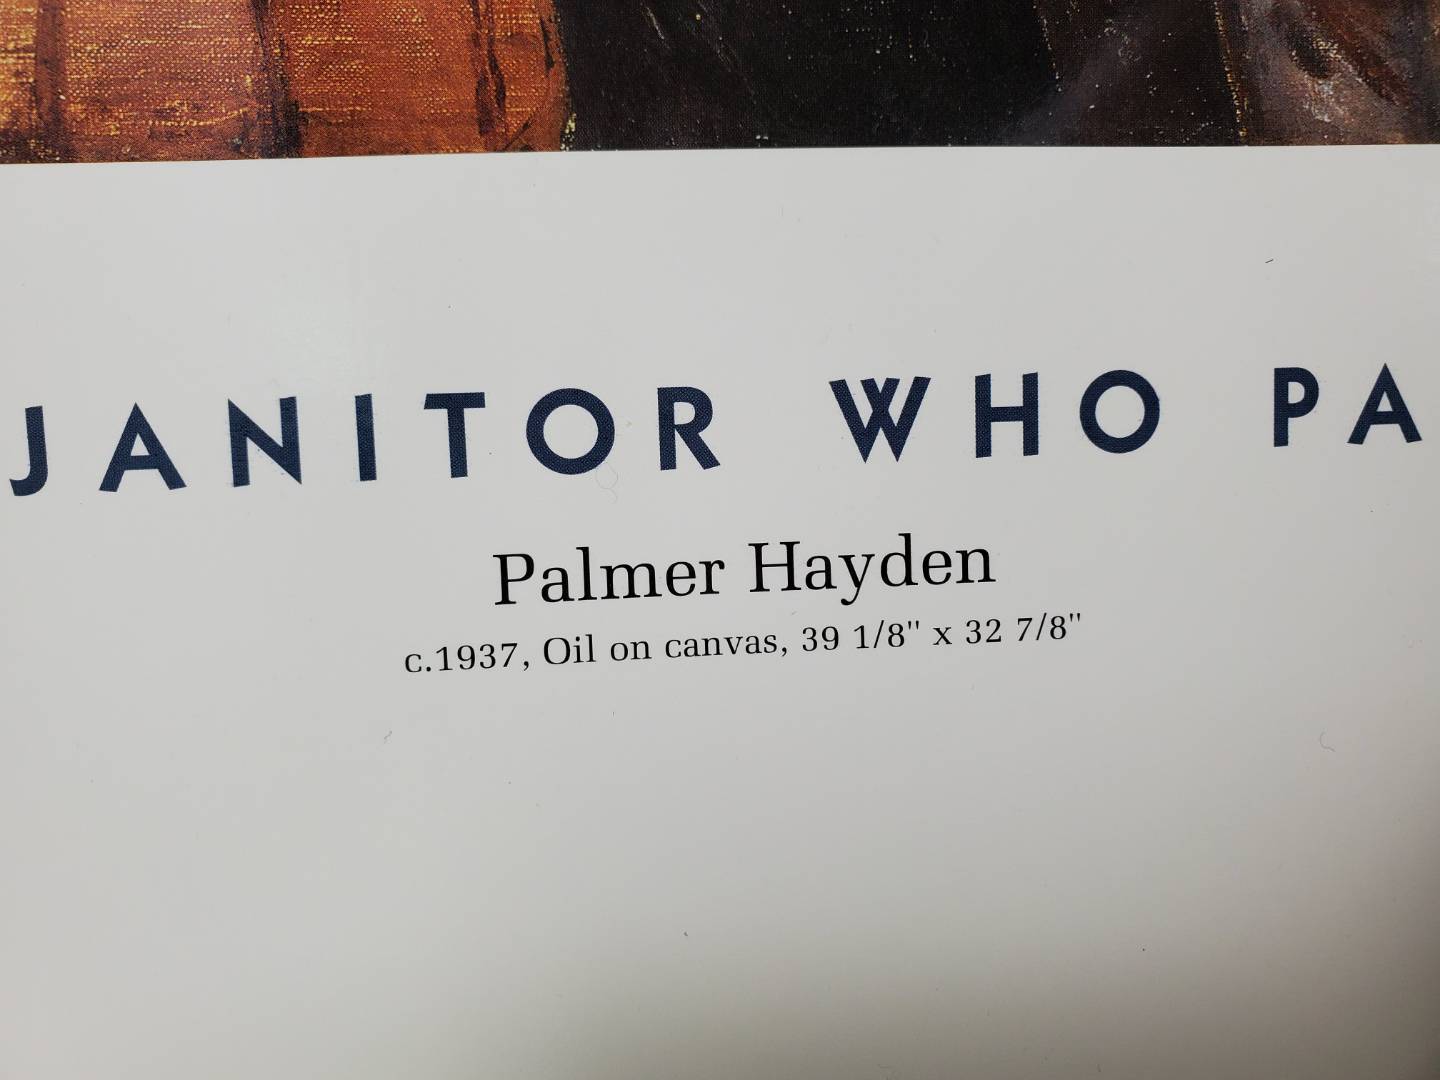 JANITOR WHO PA
Palmer Hayden
c.1937, Oil on canvas, 39 1/8" x 32 7/8"